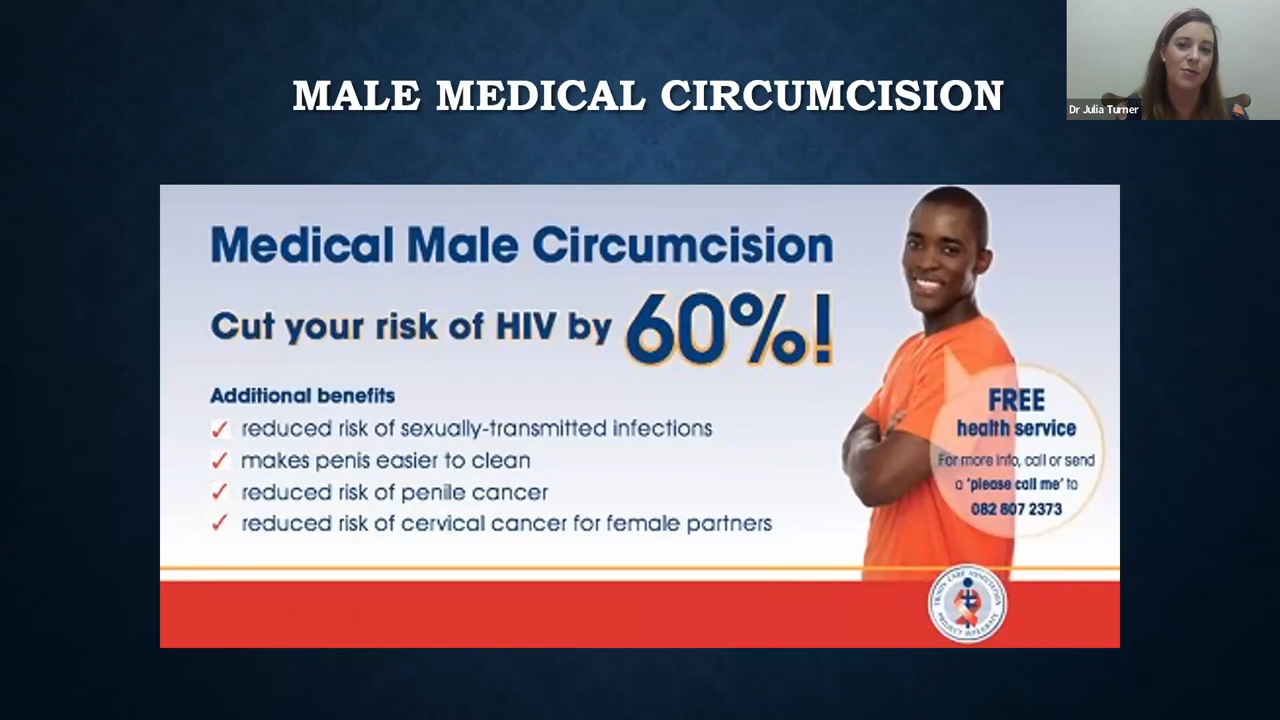 MALE MEDICAL CIRCUMCISION
Dr Julia Turner
Medical Male Circumcision
Cut your risk of HIV by 60%!
Additional benefits
✓ reduced risk of sexually-transmitted infections
✓ makes penis easier to clean
✓ reduced risk of penile cancer
✓ reduced risk of cervical cancer for female partners
FREE
health service
For more info, call or send
a 'please call me' to
082 807 2373